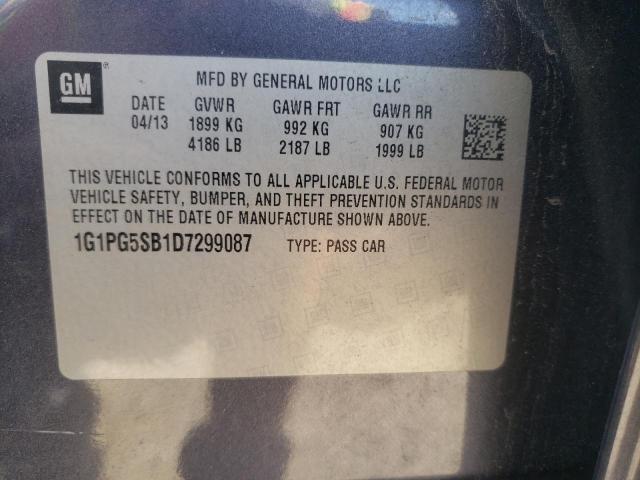 GM ®
MFD BY GENERAL MOTORS LLC
DATE GVWR GAWR FRT GAWR RR
04/13 1899 KG 992 KG 907 KG
4186 LB 2187 LB 1999 LB
THIS VEHICLE CONFORMS TO ALL APPLICABLE U.S. FEDERAL MOTOR
VEHICLE SAFETY, BUMPER, AND THEFT PREVENTION STANDARDS IN
EFFECT ON THE DATE OF MANUFACTURE SHOWN ABOVE.
1G1PG5SB1D7299087 TYPE: PASS CAR